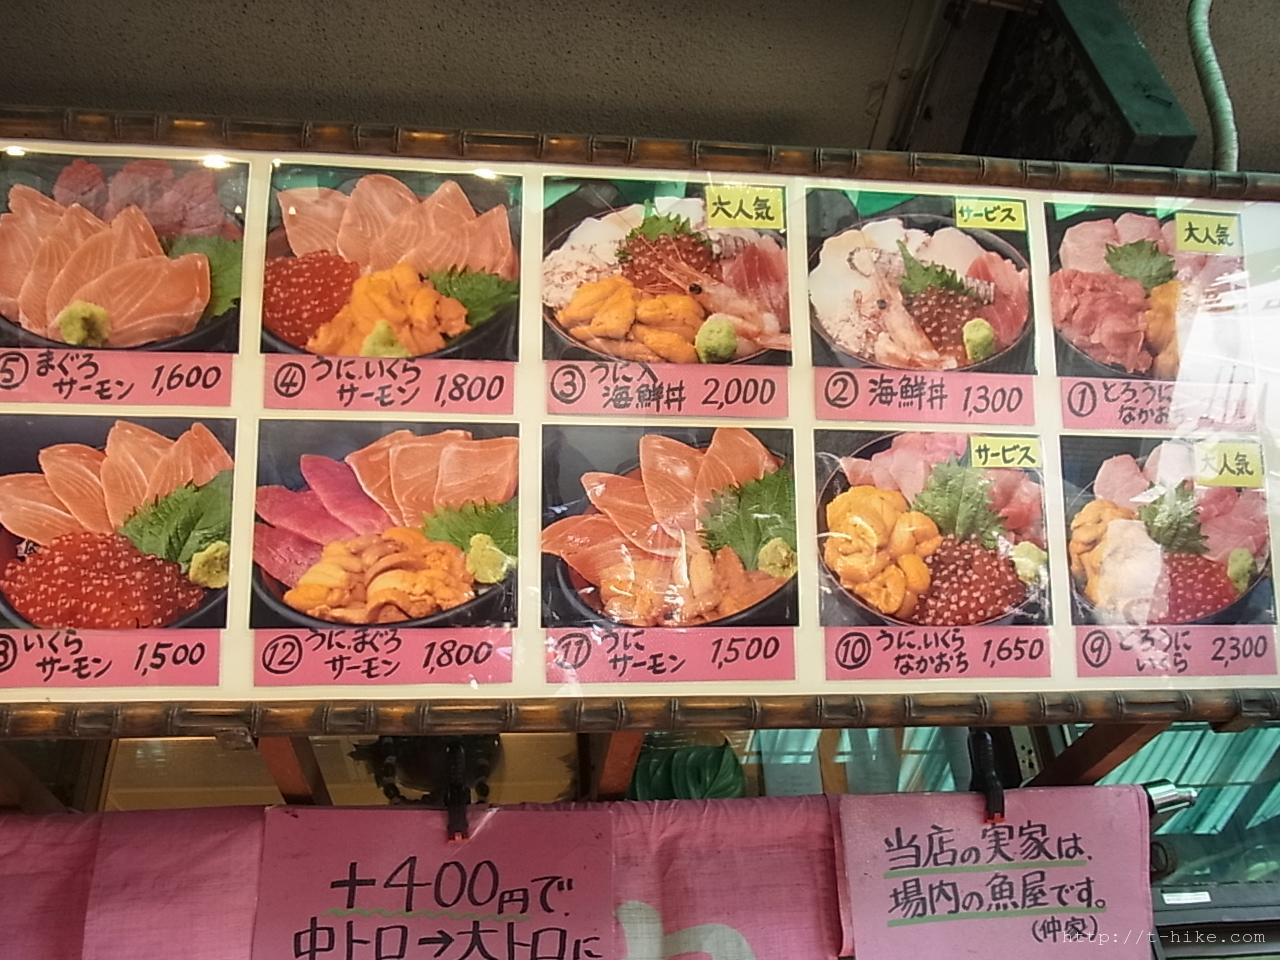 大人気
サービス
大人気
⑤ まぐろ
サーモン 1,600
④ うに、いくら
サーモン 1,800
③ うに入
海鮮丼 2,000
② 海鮮丼 1,300
① とろ、うに
なかおち
サービス
大人気
いくら
サーモン 1,500
⑫ うに、まぐろ
サーモン 1,800
⑪ うに
サーモン 1,500
⑩ うに、いくら
なかおち 1,650
⑨ とろうに
いくら 2,300
+400円で
中トロ→大トロに
当店の実家は、
場内の魚屋です。
(仲家)
http://t-hike.com